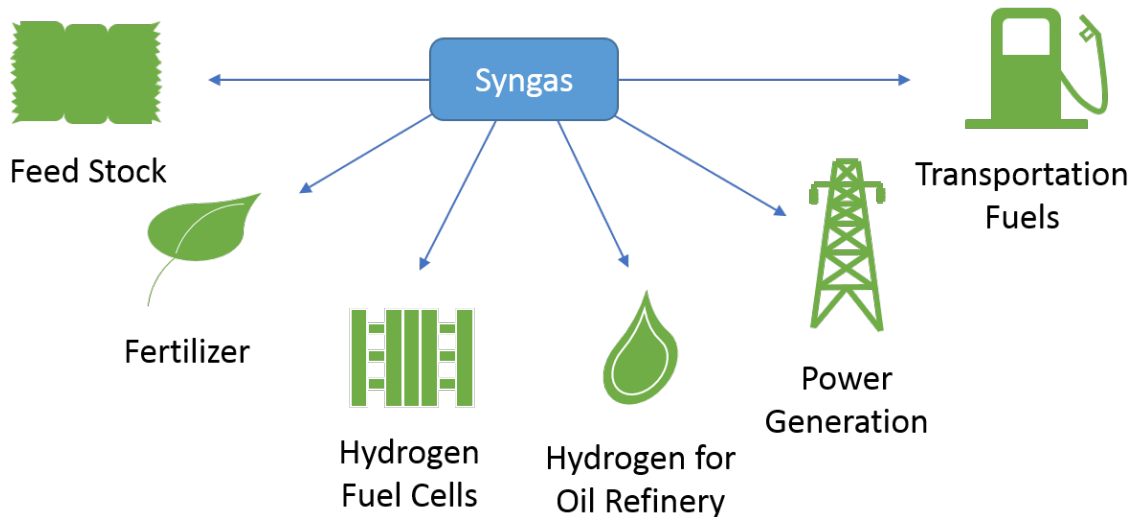 Syngas
Feed Stock
Fertilizer
Hydrogen
Fuel Cells
Hydrogen for
Oil Refinery
Power
Generation
Transportation
Fuels